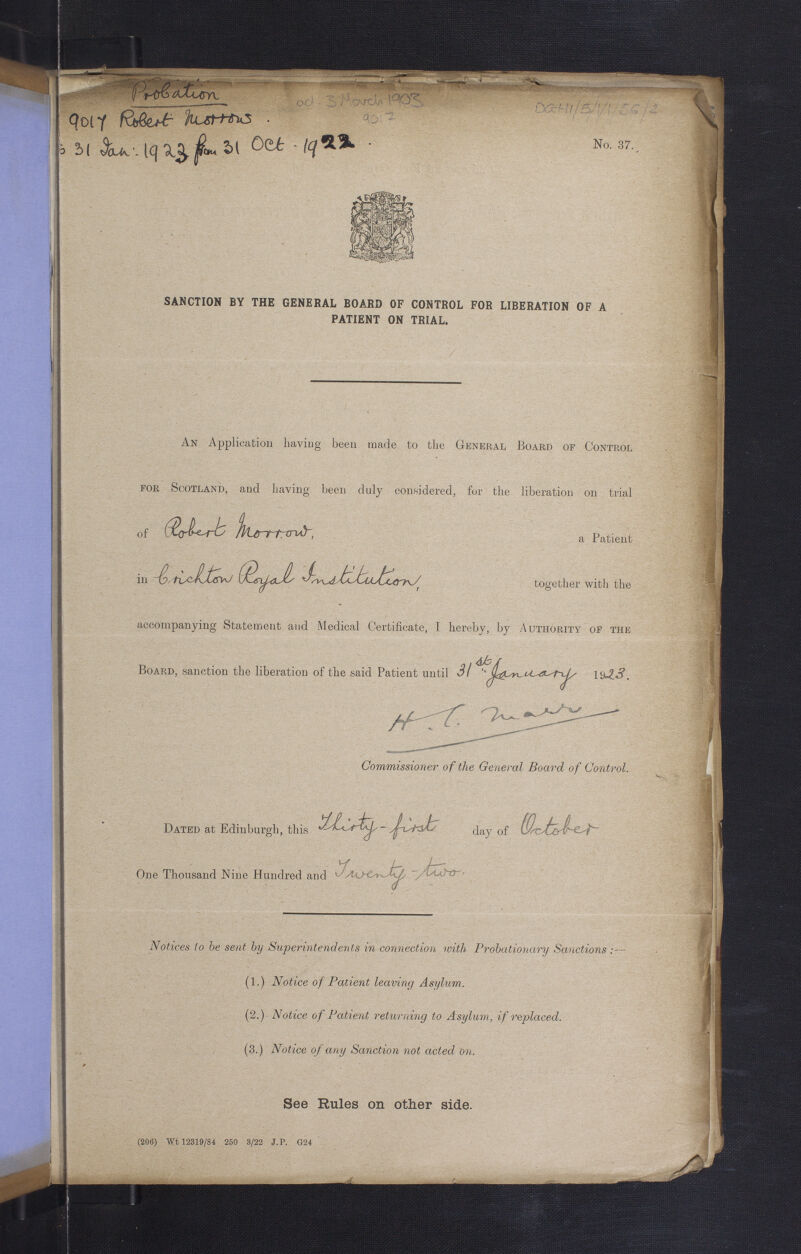 Probation
ad. 3 March 1903
9017 Robert Morrow.
9017
31 Jan: 1923 from 31 Oct - 1922.
No. 37.
SANCTION BY THE GENERAL BOARD OF CONTROL FOR LIBERATION OF A
PATIENT ON TRIAL.
AN Application having been made to the GENERAL BOARD OF CONTROL
FOR SCOTLAND, and having been duly considered, for the liberation on trial
of Robert Morrow, a Patient
in Crichton Royal Institution, together with the
accompanying Statement and Medical Certificate, I hereby, by AUTHORITY OF THE
BOARD, sanction the liberation of the said Patient until 31st January 1923.
H. C. Marr
Commissioner of the General Board of Control.
DATED at Edinburgh, this Thirty-first day of October
One Thousand Nine Hundred and Twenty-two.
Notices to be sent by Superintendents in connection with Probationary Sanctions :—
(1.) Notice of Patient leaving Asylum.
(2.) Notice of Patient returning to Asylum, if replaced.
(3.) Notice of any Sanction not acted on.
See Rules on other side.
(206) Wt 12319/84 250 3/22 J.P. G24